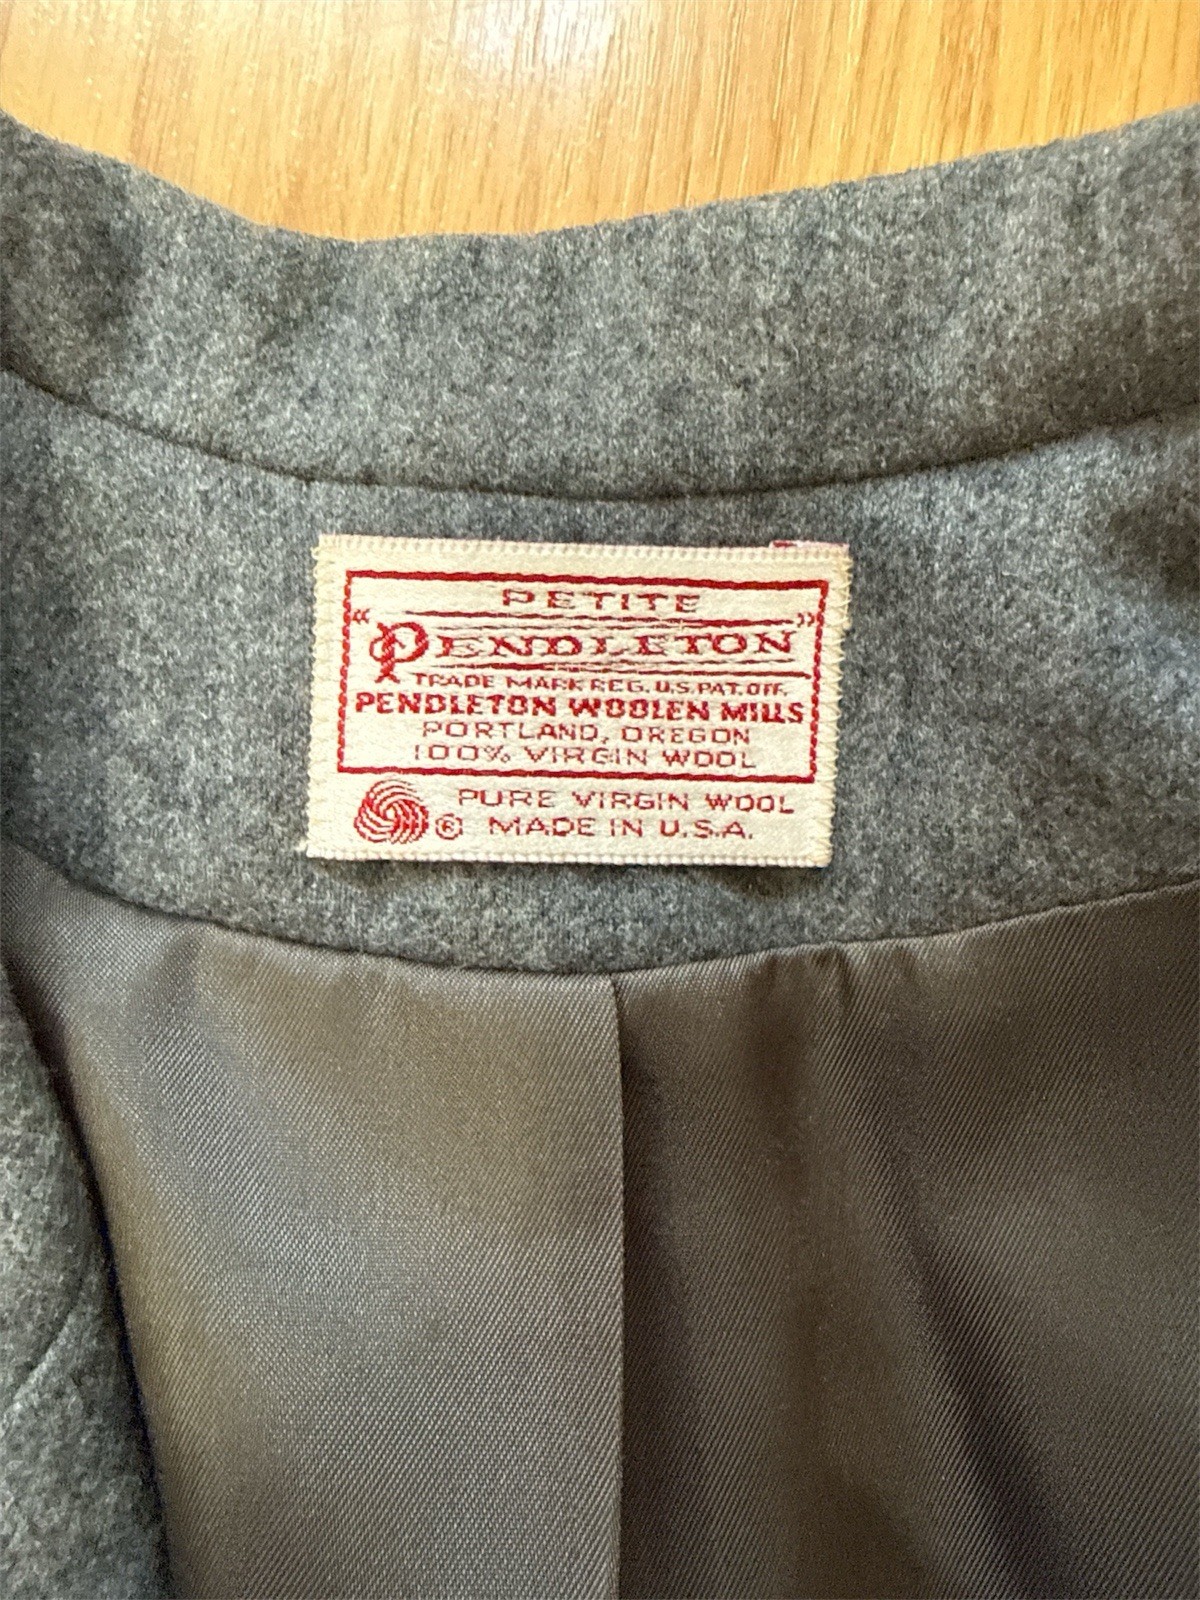 PETITE
"PENDLETON"
TRADE MARK REG. U.S. PAT. OFF.
PENDLETON WOOLEN MILLS
PORTLAND, OREGON
100% VIRGIN WOOL
PURE VIRGIN WOOL
® MADE IN U.S.A.